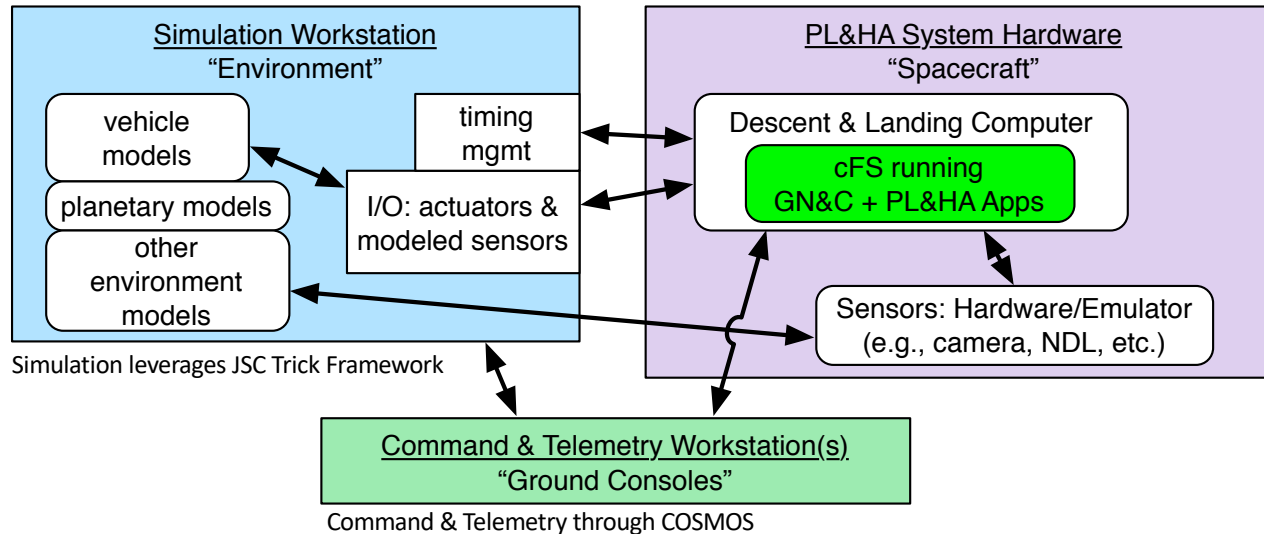 Simulation Workstation
“Environment”
vehicle
models
planetary models
other
environment
models
timing
mgmt
I/O: actuators &
modeled sensors
Simulation leverages JSC Trick Framework
PL&HA System Hardware
“Spacecraft”
Descent & Landing Computer
cFS running
GN&C + PL&HA Apps
Sensors: Hardware/Emulator
(e.g., camera, NDL, etc.)
Command & Telemetry Workstation(s)
“Ground Consoles”
Command & Telemetry through COSMOS